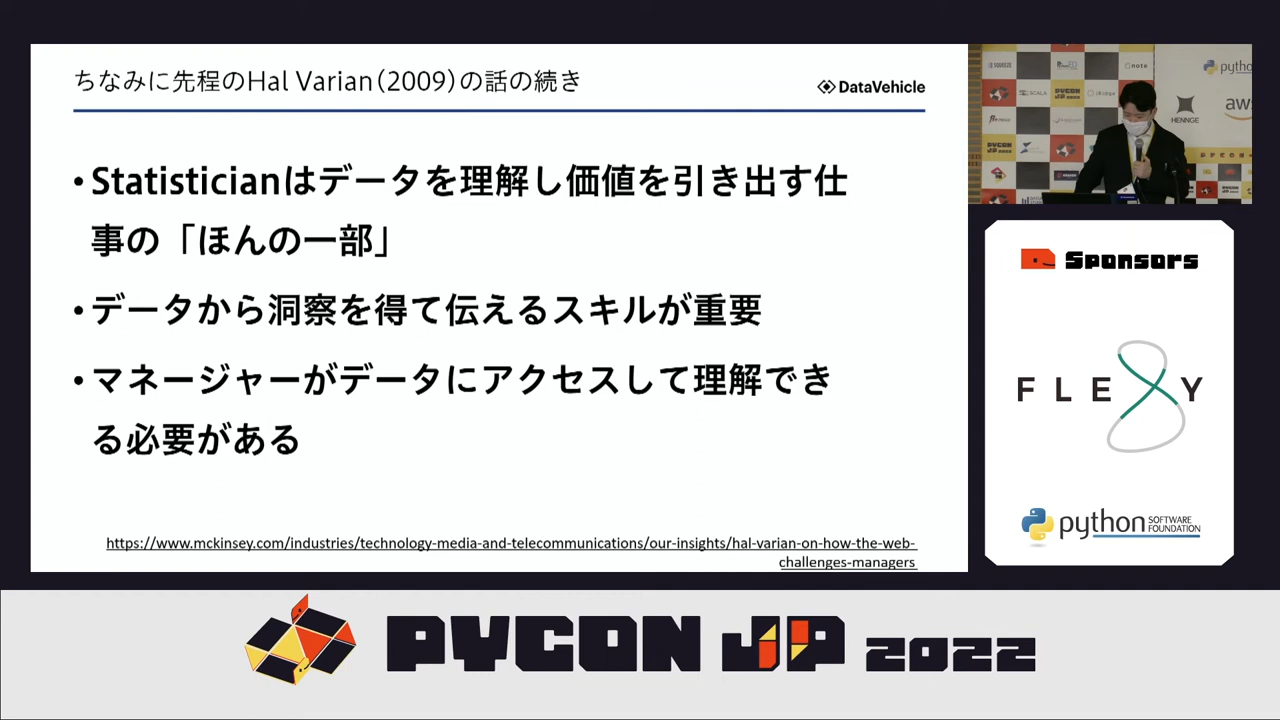 ちなみに先程のHal Varian（2009）の話の続き
DataVehicle
・Statisticianはデータを理解し価値を引き出す仕
事の「ほんの一部」
・データから洞察を得て伝えるスキルが重要
・マネージャーがデータにアクセスして理解でき
る必要がある
https://www.mckinsey.com/industries/technology-media-and-telecommunications/our-insights/hal-varian-on-how-the-web-
challenges-managers
note
python
HENNGE
aws
Sponsors
FLEXY
python SOFTWARE
FOUNDATION
PYCON JP 2022